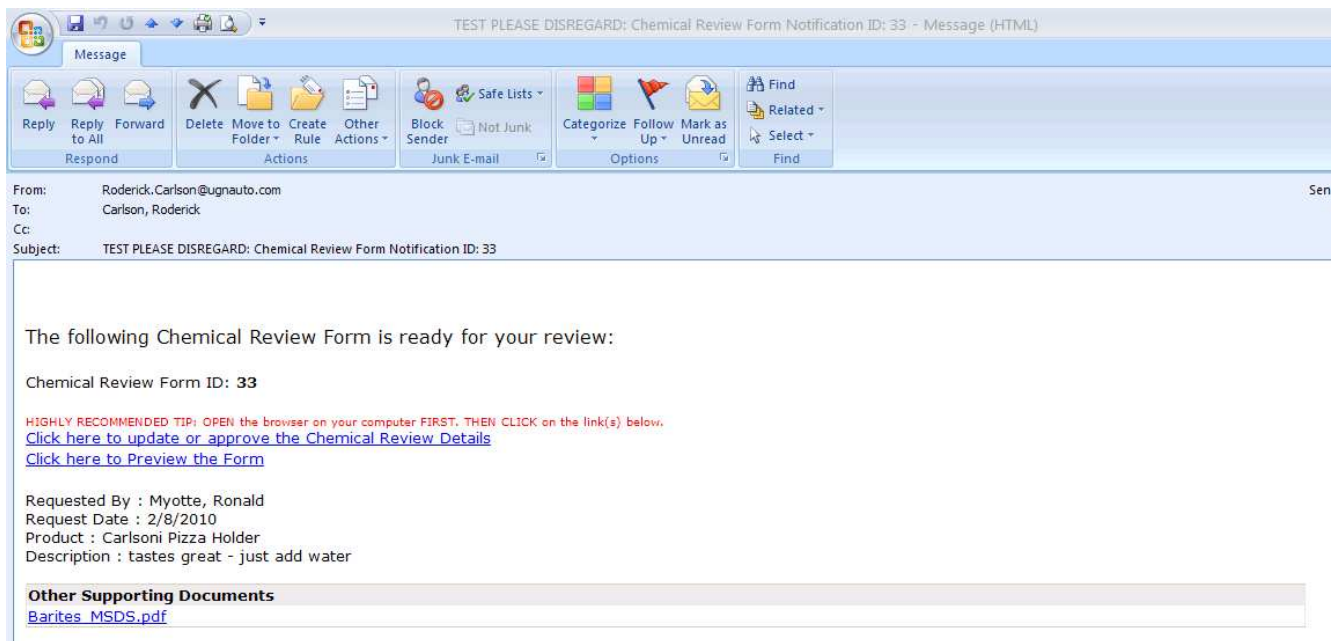 TEST PLEASE DISREGARD: Chemical Review Form Notification ID: 33 - Message (HTML)
Message
Reply
Reply to All
Forward
Delete
Move to Folder
Create Rule
Other Actions
Block Sender
Safe Lists
Not Junk
Categorize
Follow Up
Mark as Unread
Find
Related
Select
Respond
Actions
Junk E-mail
Options
Find
From: Roderick.Carlson@ugnauto.com
Sen
To: Carlson, Roderick
Cc:
Subject: TEST PLEASE DISREGARD: Chemical Review Form Notification ID: 33
The following Chemical Review Form is ready for your review:
Chemical Review Form ID: 33
HIGHLY RECOMMENDED TIP: OPEN the browser on your computer FIRST. THEN CLICK on the link(s) below.
Click here to update or approve the Chemical Review Details
Click here to Preview the Form
Requested By : Myotte, Ronald
Request Date : 2/8/2010
Product : Carlsoni Pizza Holder
Description : tastes great - just add water
Other Supporting Documents
Barites_MSDS.pdf